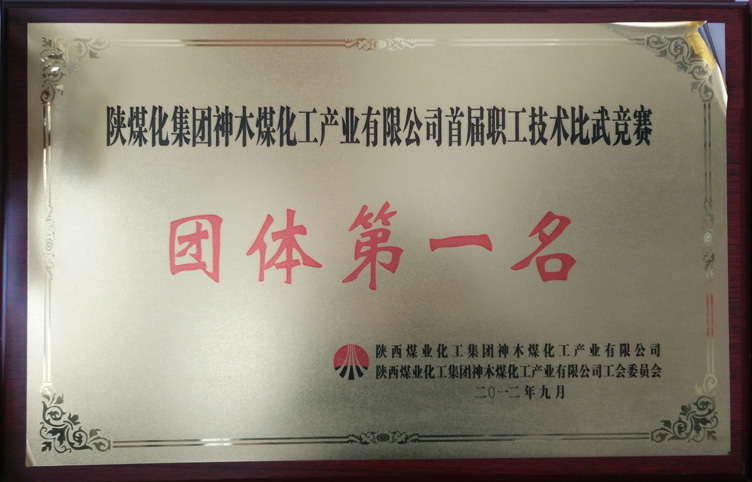 陕煤化集团神木煤化工产业有限公司首届职工技术比武竞赛
团体第一名
陕西煤业化工集团神木煤化工产业有限公司
陕西煤业化工集团神木煤化工产业有限公司工会委员会
二〇一二年九月